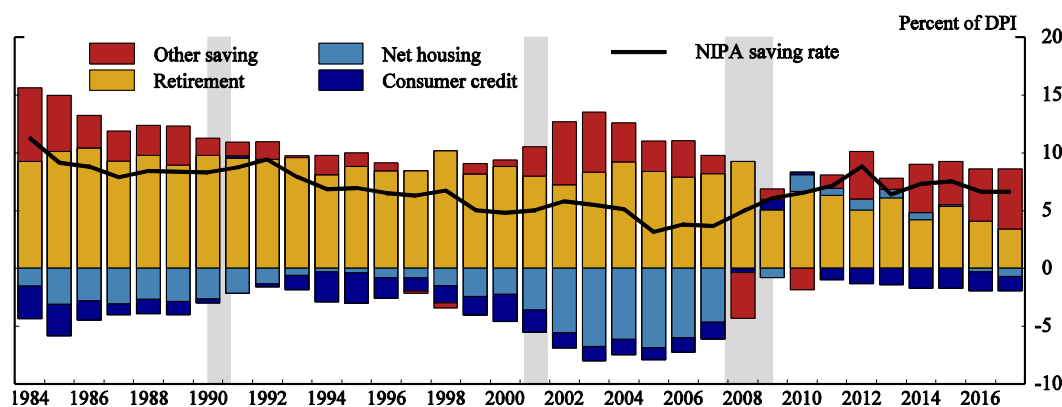 Percent of DPI
Other saving
Net housing
NIPA saving rate
Retirement
Consumer credit
20
15
10
5
0
-5
-10
1984 1986 1988 1990 1992 1994 1996 1998 2000 2002 2004 2006 2008 2010 2012 2014 2016